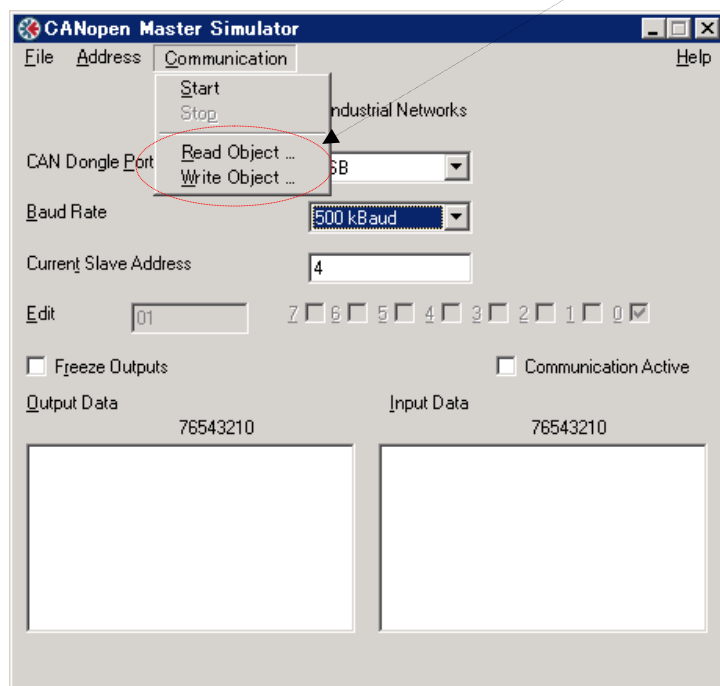 CANopen Master Simulator
File Address Communication Help
Start
Stop
ndustrial Networks
Read Object ...
Write Object ...
CAN Dongle Port SB
Baud Rate 500 kBaud
Current Slave Address 4
Edit 01 7 6 5 4 3 2 1 0
Freeze Outputs Communication Active
Output Data Input Data
76543210 76543210